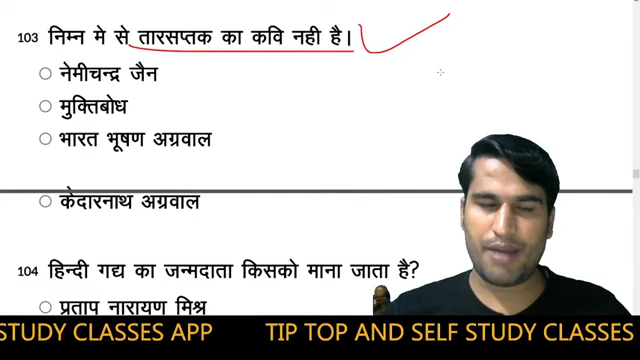 103 निम्न मे से तारसप्तक का कवि नही है।
नेमीचन्द्र जैन
मुक्तिबोध
भारत भूषण अग्रवाल
केदारनाथ अग्रवाल
104 हिन्दी गद्य का जन्मदाता किसको माना जाता है?
प्रताप नारायण मिश्र
STUDY CLASSES APP TIP TOP AND SELF STUDY CLASSES